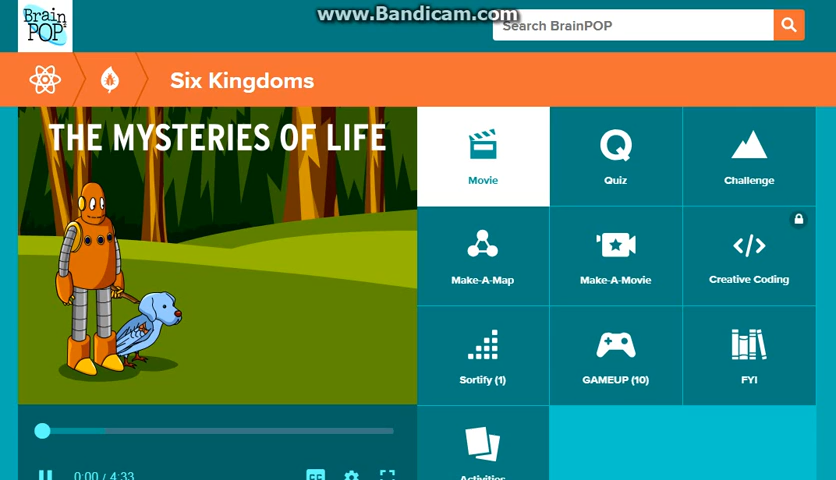 www.Bandicam.com
Brain
POP
Search BrainPOP
Six Kingdoms
THE MYSTERIES OF LIFE
Movie
Quiz
Challenge
Make-A-Map
Make-A-Movie
Creative Coding
Sortify (1)
GAMEUP (10)
FYI
Activities
0:00 / 4:33
CC